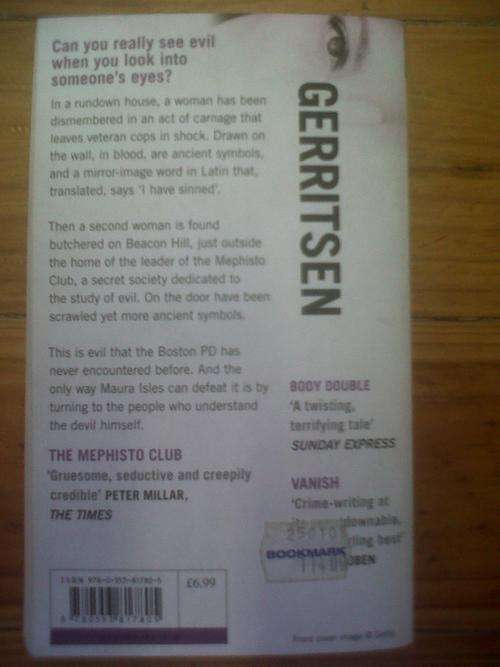 Can you really see evil
when you look into
someone's eyes?
In a rundown house, a woman has been
dismembered in an act of carnage that
leaves veteran cops in shock. Drawn on
the wall, in blood, are ancient symbols,
and a mirror-image word in Latin that,
translated, says 'I have sinned'.
Then a second woman is found
butchered on Beacon Hill, just outside
the home of the leader of the Mephisto
Club, a secret society dedicated to
the study of evil. On the door have been
scrawled yet more ancient symbols.
This is evil that the Boston PD has
never encountered before. And the
only way Maura Isles can defeat it is by
turning to the people who understand
the devil himself.
THE MEPHISTO CLUB
'Gruesome, seductive and creepily
credible' PETER MILLAR,
THE TIMES
GERRITSEN
BODY DOUBLE
'A twisting,
terrifying tale'
SUNDAY EXPRESS
VANISH
'Crime-writing at
BOOKMARK
£6.99
Front cover image © Getty